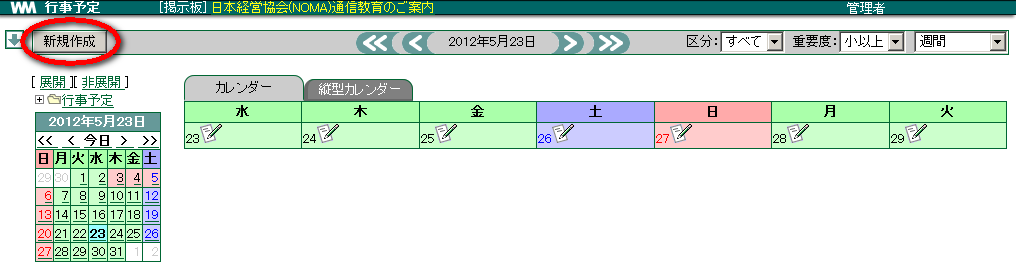 WM 行事予定 [掲示板] 日本経営協会(NOMA)通信教育のご案内 管理者
新規作成 2012年5月23日 区分: すべて 重要度: 小以上 週間
[ 展開 ][ 非展開 ]
行事予定
カレンダー 縦型カレンダー
水 木 金 土 日 月 火
23 24 25 26 27 28 29
2012年5月23日
<< < 今日 > >>
日 月 火 水 木 金 土
29 30 1 2 3 4 5
6 7 8 9 10 11 12
13 14 15 16 17 18 19
20 21 22 23 24 25 26
27 28 29 30 31 1 2